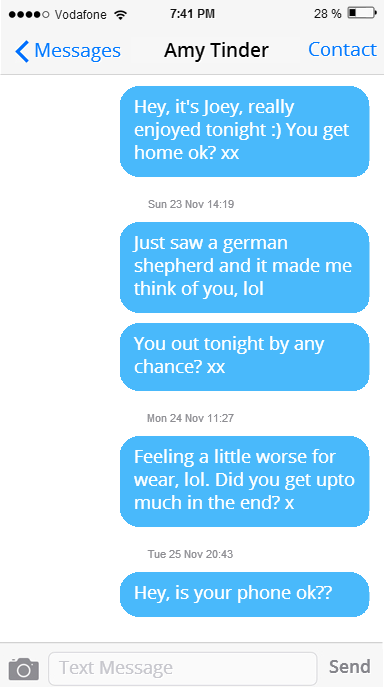 Vodafone 7:41 PM 28 %
Messages Amy Tinder Contact
Hey, it's Joey, really
enjoyed tonight :) You get
home ok? xx
Sun 23 Nov 14:19
Just saw a german
shepherd and it made me
think of you, lol
You out tonight by any
chance? xx
Mon 24 Nov 11:27
Feeling a little worse for
wear, lol. Did you get upto
much in the end? x
Tue 25 Nov 20:43
Hey, is your phone ok??
Text Message Send